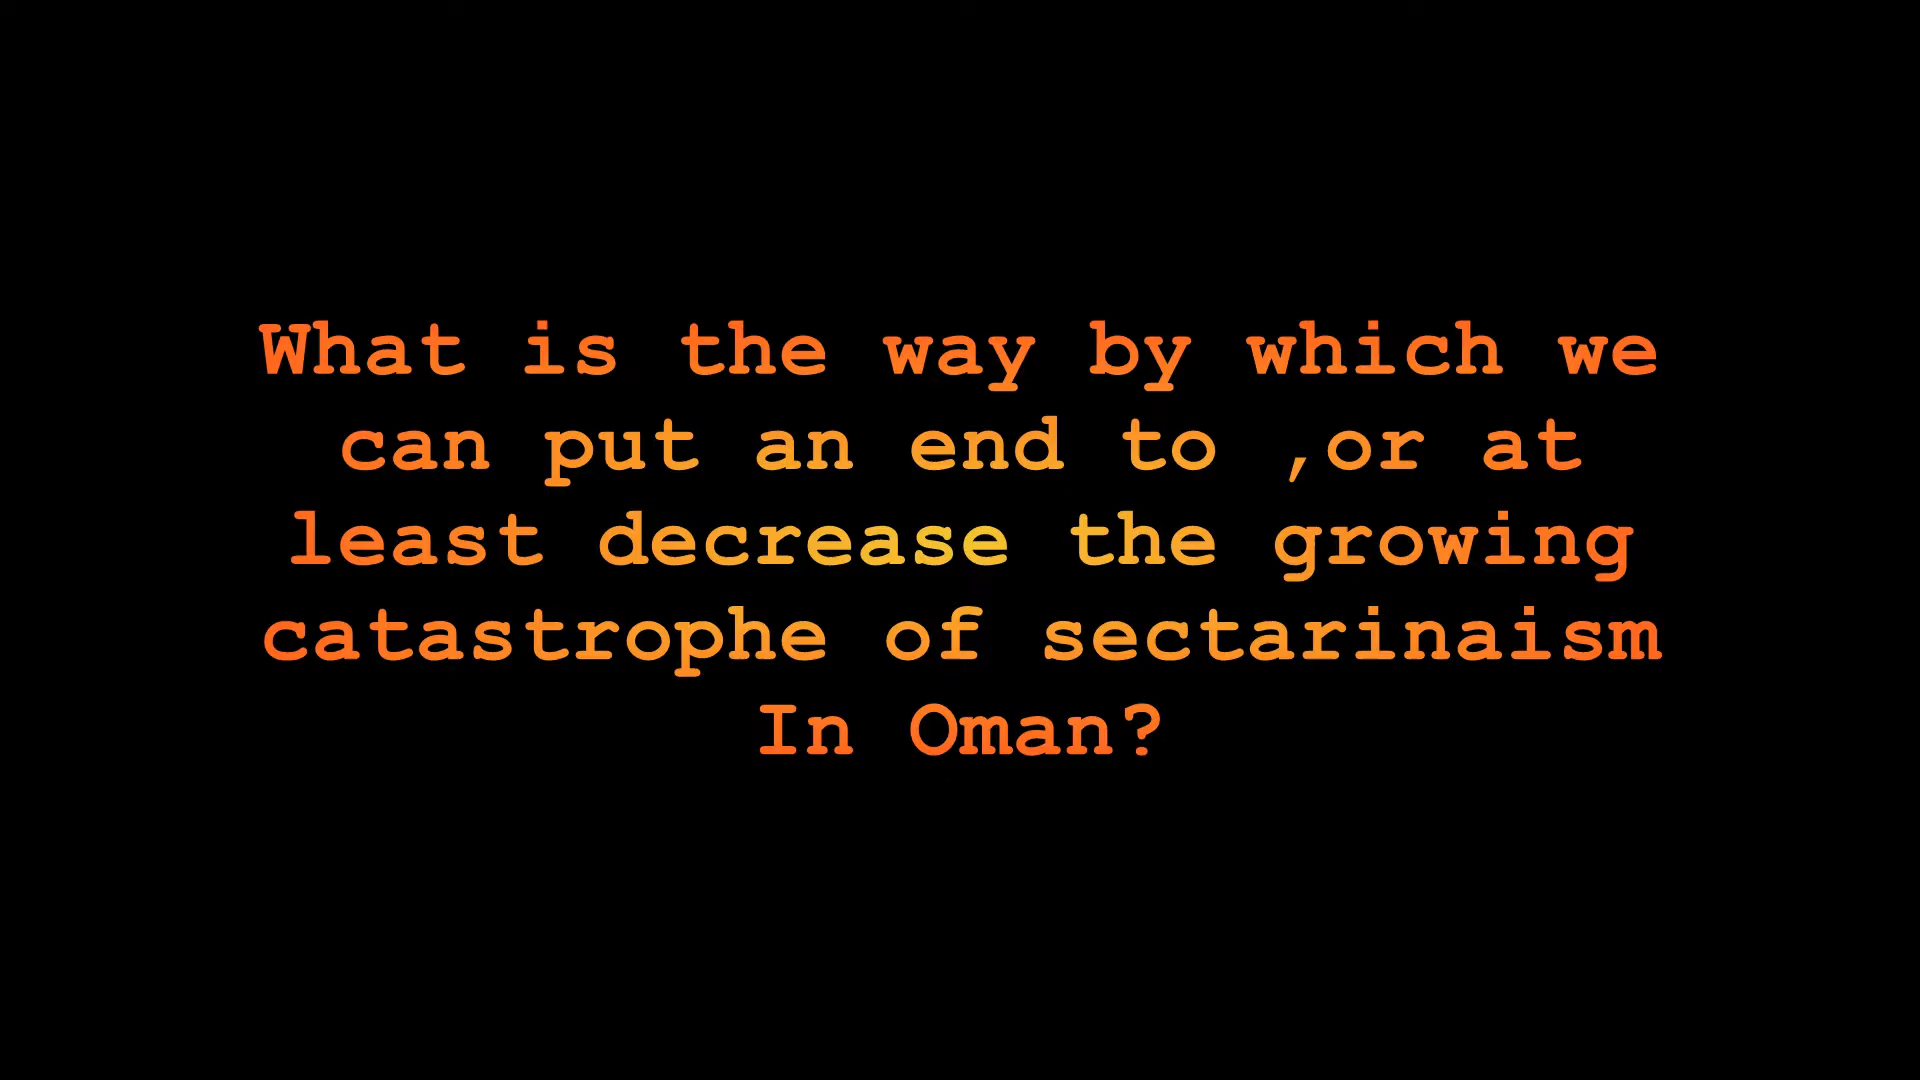 What is the way by which we
can put an end to ,or at
least decrease the growing
catastrophe of sectarinaism
In Oman?